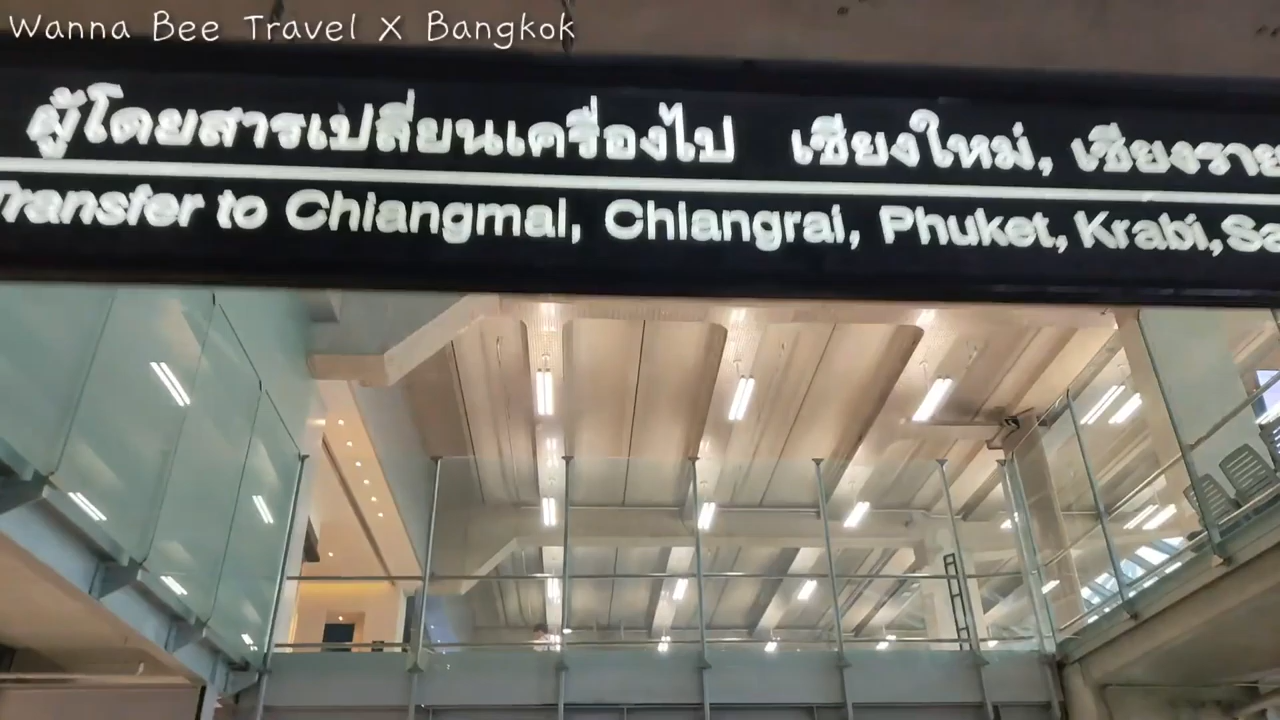 Wanna Bee Travel X Bangkok
ผู้โดยสารเปลี่ยนเครื่องไป เชียงใหม่, เชียงราย
Transfer to Chiangmai, Chiangrai, Phuket, Krabi,